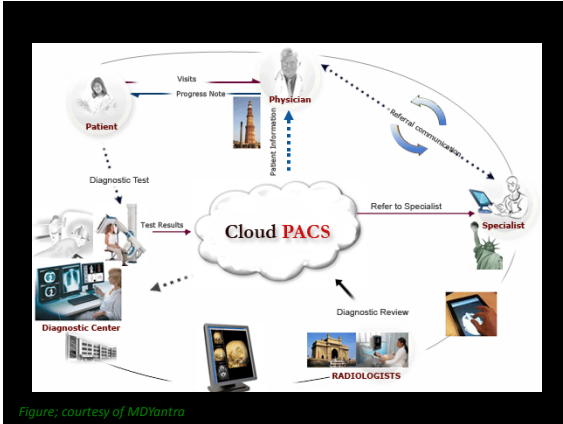 Visits
Progress Note
Physician
Patient
Patient Information
Referral communication
Diagnostic Test
Test Results
Cloud PACS
Refer to Specialist
Specialist
Diagnostic Center
Diagnostic Review
RADIOLOGISTS
Figure; courtesy of MDYantra